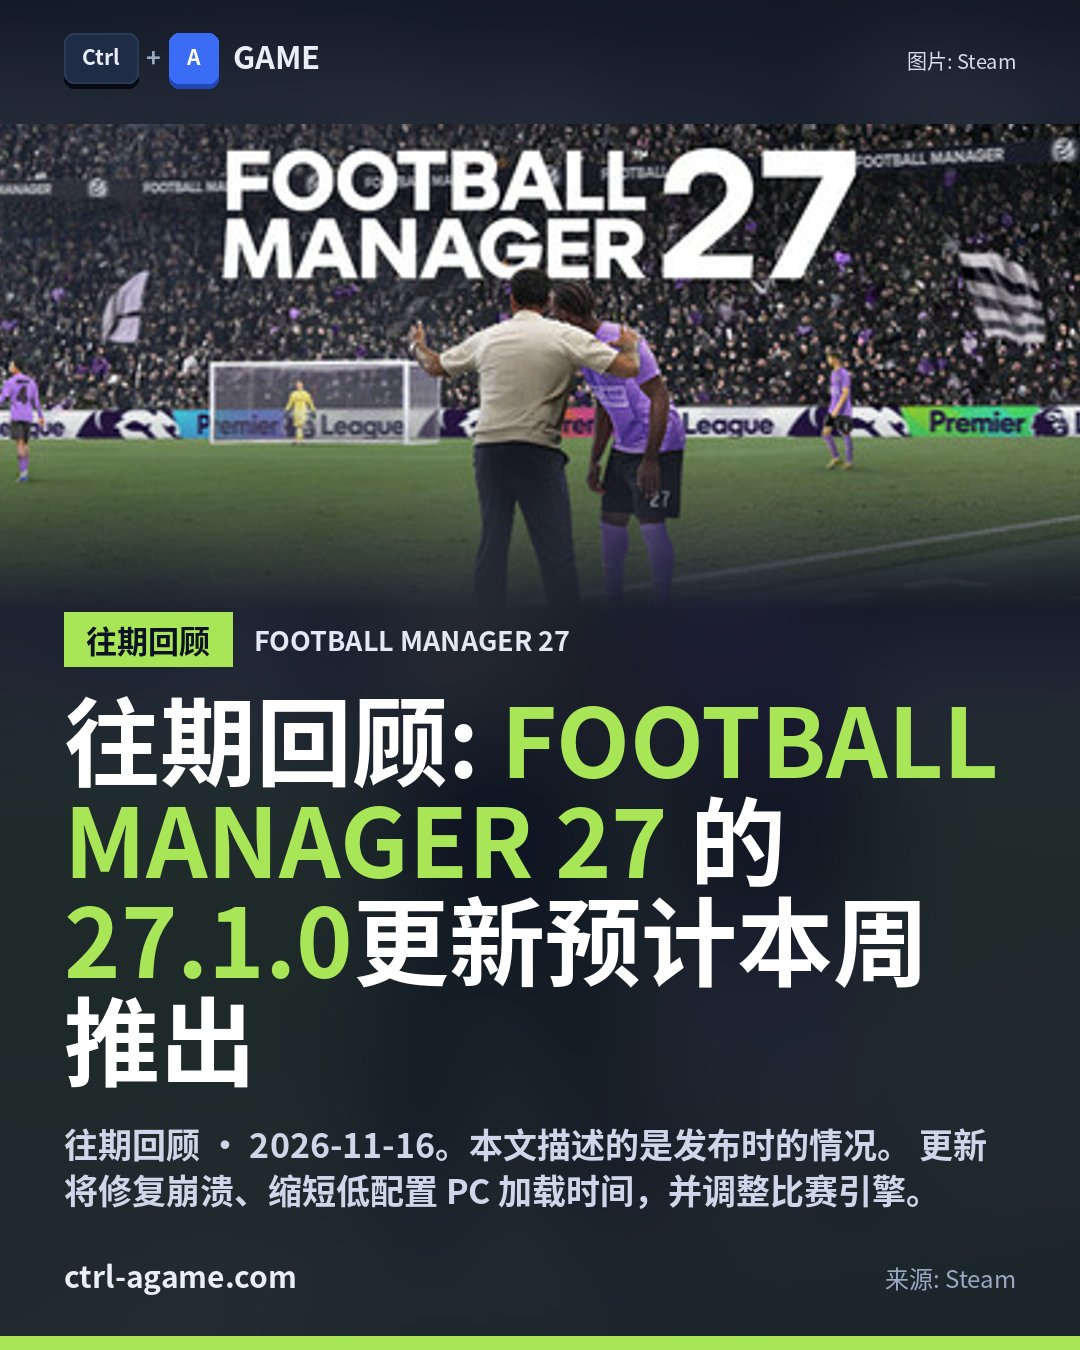 Ctrl + A GAME
图片: Steam
FOOTBALL
MANAGER 27
FOOTBALL MANAGER
27
往期回顾
FOOTBALL MANAGER 27
往期回顾: FOOTBALL
MANAGER 27 的
27.1.0更新预计本周
推出
往期回顾 · 2026-11-16。本文描述的是发布时的情况。 更新
将修复崩溃、缩短低配置 PC 加载时间，并调整比赛引擎。
ctrl-agame.com
来源: Steam